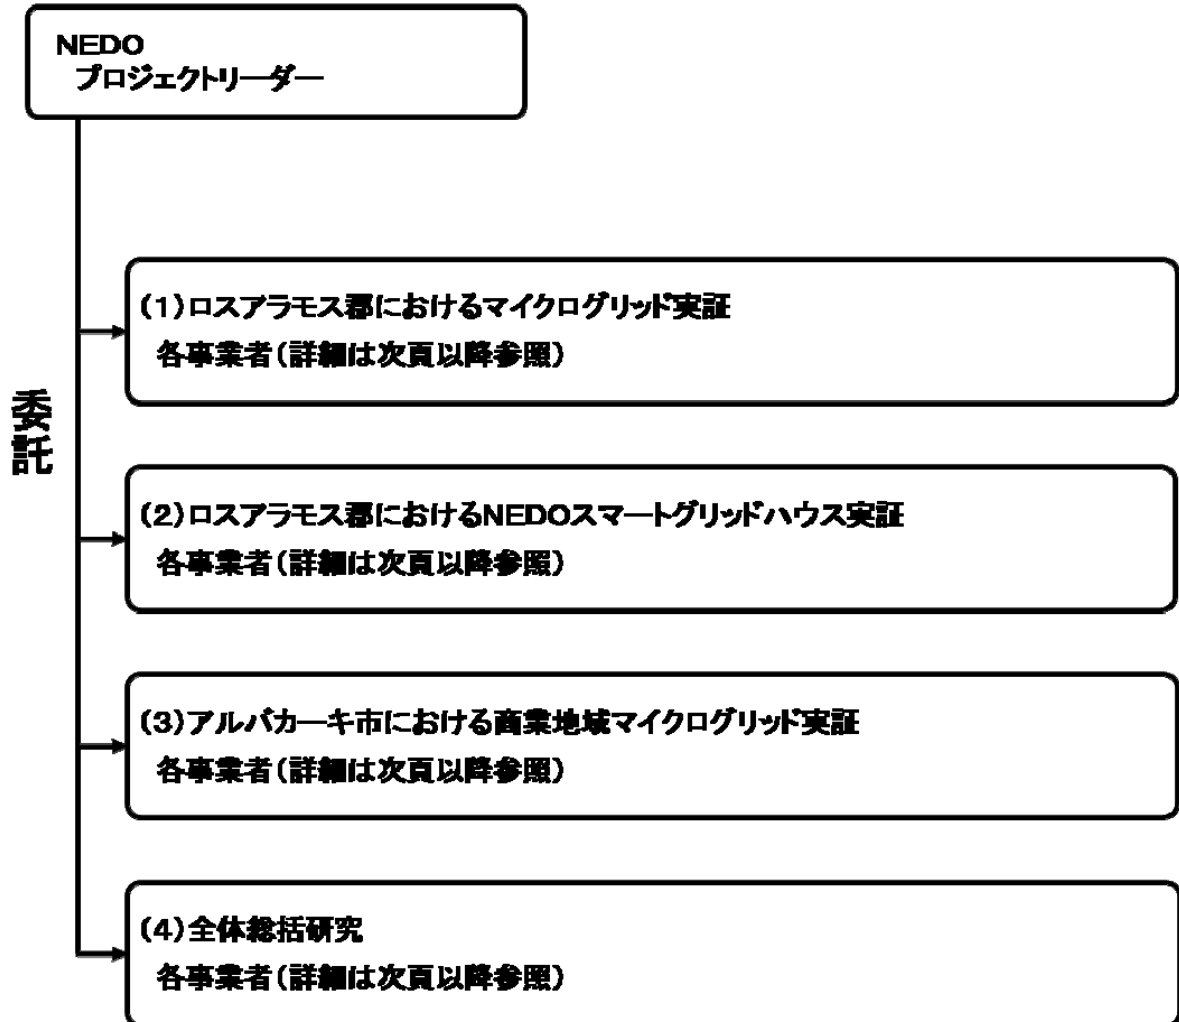 NEDO
プロジェクトリーダー
委託
(1)ロスアラモス郡におけるマイクログリッド実証
各事業者(詳細は次頁以降参照)
(2)ロスアラモス郡におけるNEDOスマートグリッドハウス実証
各事業者(詳細は次頁以降参照)
(3)アルバカーキ市における商業地域マイクログリッド実証
各事業者(詳細は次頁以降参照)
(4)全体総括研究
各事業者(詳細は次頁以降参照)